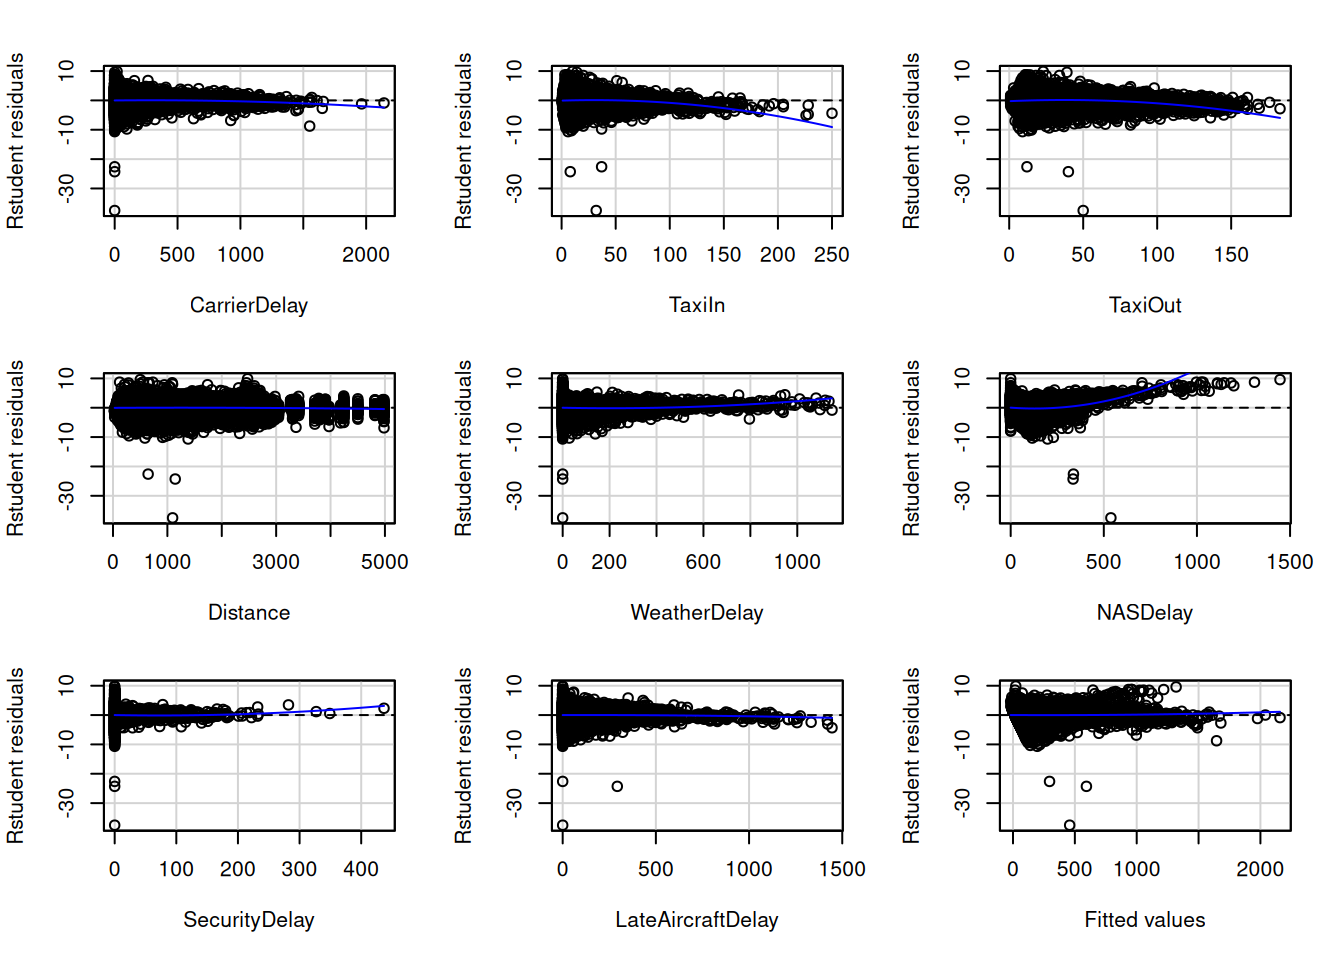 Rstudent residuals
10
-10
-30
0 500 1000 2000
CarrierDelay
Rstudent residuals
10
-10
-30
0 50 100 150 200 250
TaxiIn
Rstudent residuals
10
-10
-30
0 50 100 150
TaxiOut
Rstudent residuals
10
-10
-30
0 1000 3000 5000
Distance
Rstudent residuals
10
-10
-30
0 200 600 1000
WeatherDelay
Rstudent residuals
10
-10
-30
0 500 1000 1500
NASDelay
Rstudent residuals
10
-10
-30
0 100 200 300 400
SecurityDelay
Rstudent residuals
10
-10
-30
0 500 1000 1500
LateAircraftDelay
Rstudent residuals
10
-10
-30
0 500 1000 2000
Fitted values